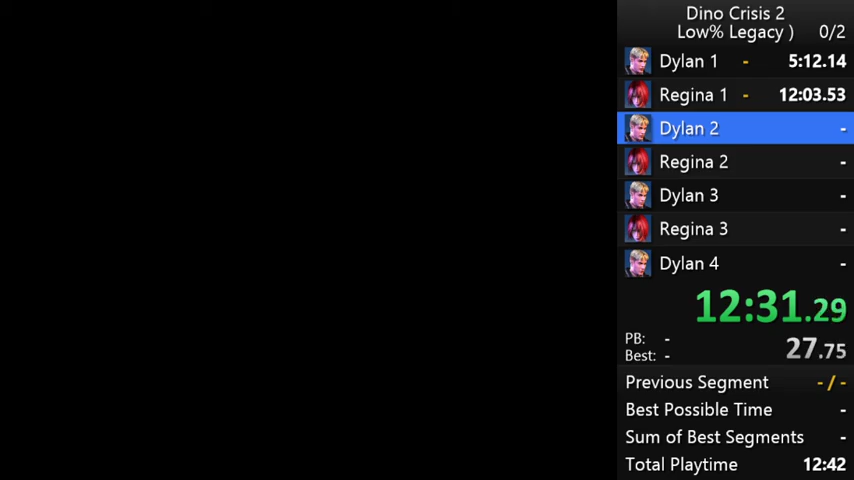 Dino Crisis 2
Low% Legacy ) 0/2
Dylan 1 - 5:12.14
Regina 1 - 12:03.53
Dylan 2 -
Regina 2 -
Dylan 3 -
Regina 3 -
Dylan 4 -
12:31.29
PB: -
27.75
Best: -
Previous Segment - / -
Best Possible Time -
Sum of Best Segments -
Total Playtime 12:42